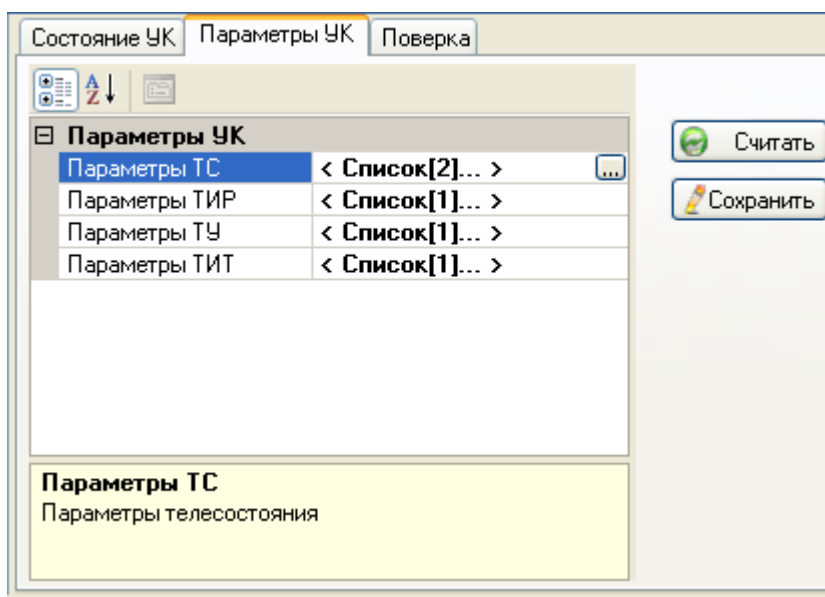 Состояние УК Параметры УК Поверка
Параметры УК
Параметры ТС < Список[2]... > ...
Параметры ТИР < Список[1]... >
Параметры ТУ < Список[1]... >
Параметры ТИТ < Список[1]... >
Считать
Сохранить
Параметры ТС
Параметры телесостояния